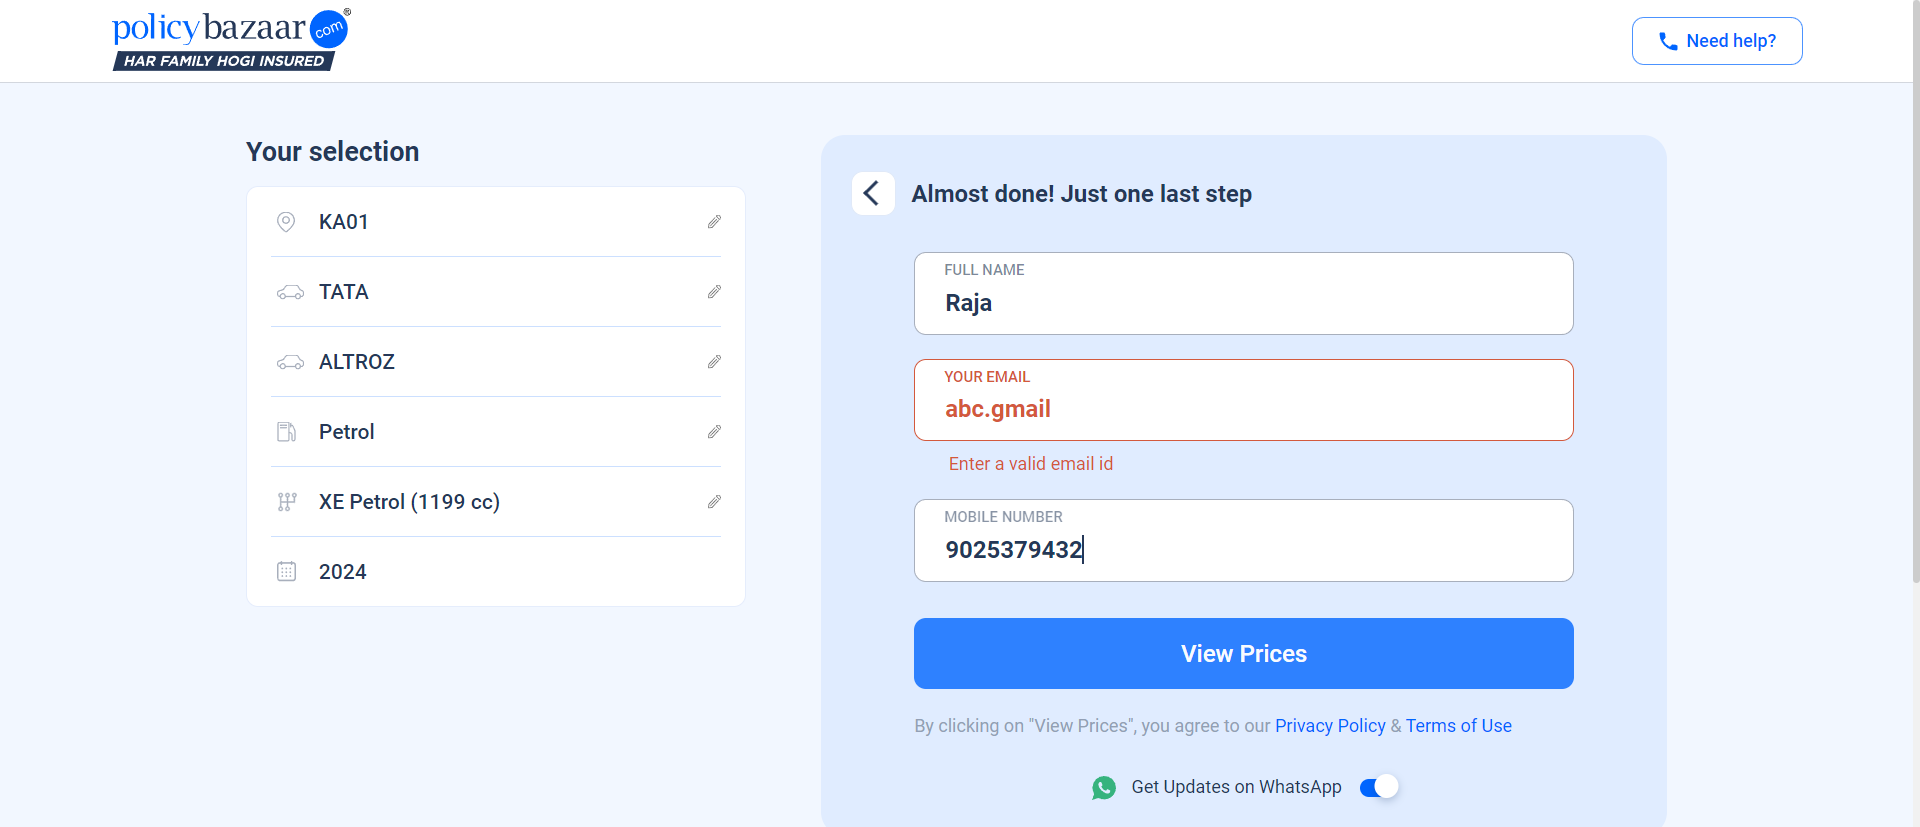 policybazaar.com®
HAR FAMILY HOGI INSURED
Need help?
Your selection
KA01
TATA
ALTROZ
Petrol
XE Petrol (1199 cc)
2024
Almost done! Just one last step
FULL NAME
Raja
YOUR EMAIL
abc.gmail
Enter a valid email id
MOBILE NUMBER
9025379432
View Prices
By clicking on "View Prices", you agree to our Privacy Policy & Terms of Use
Get Updates on WhatsApp